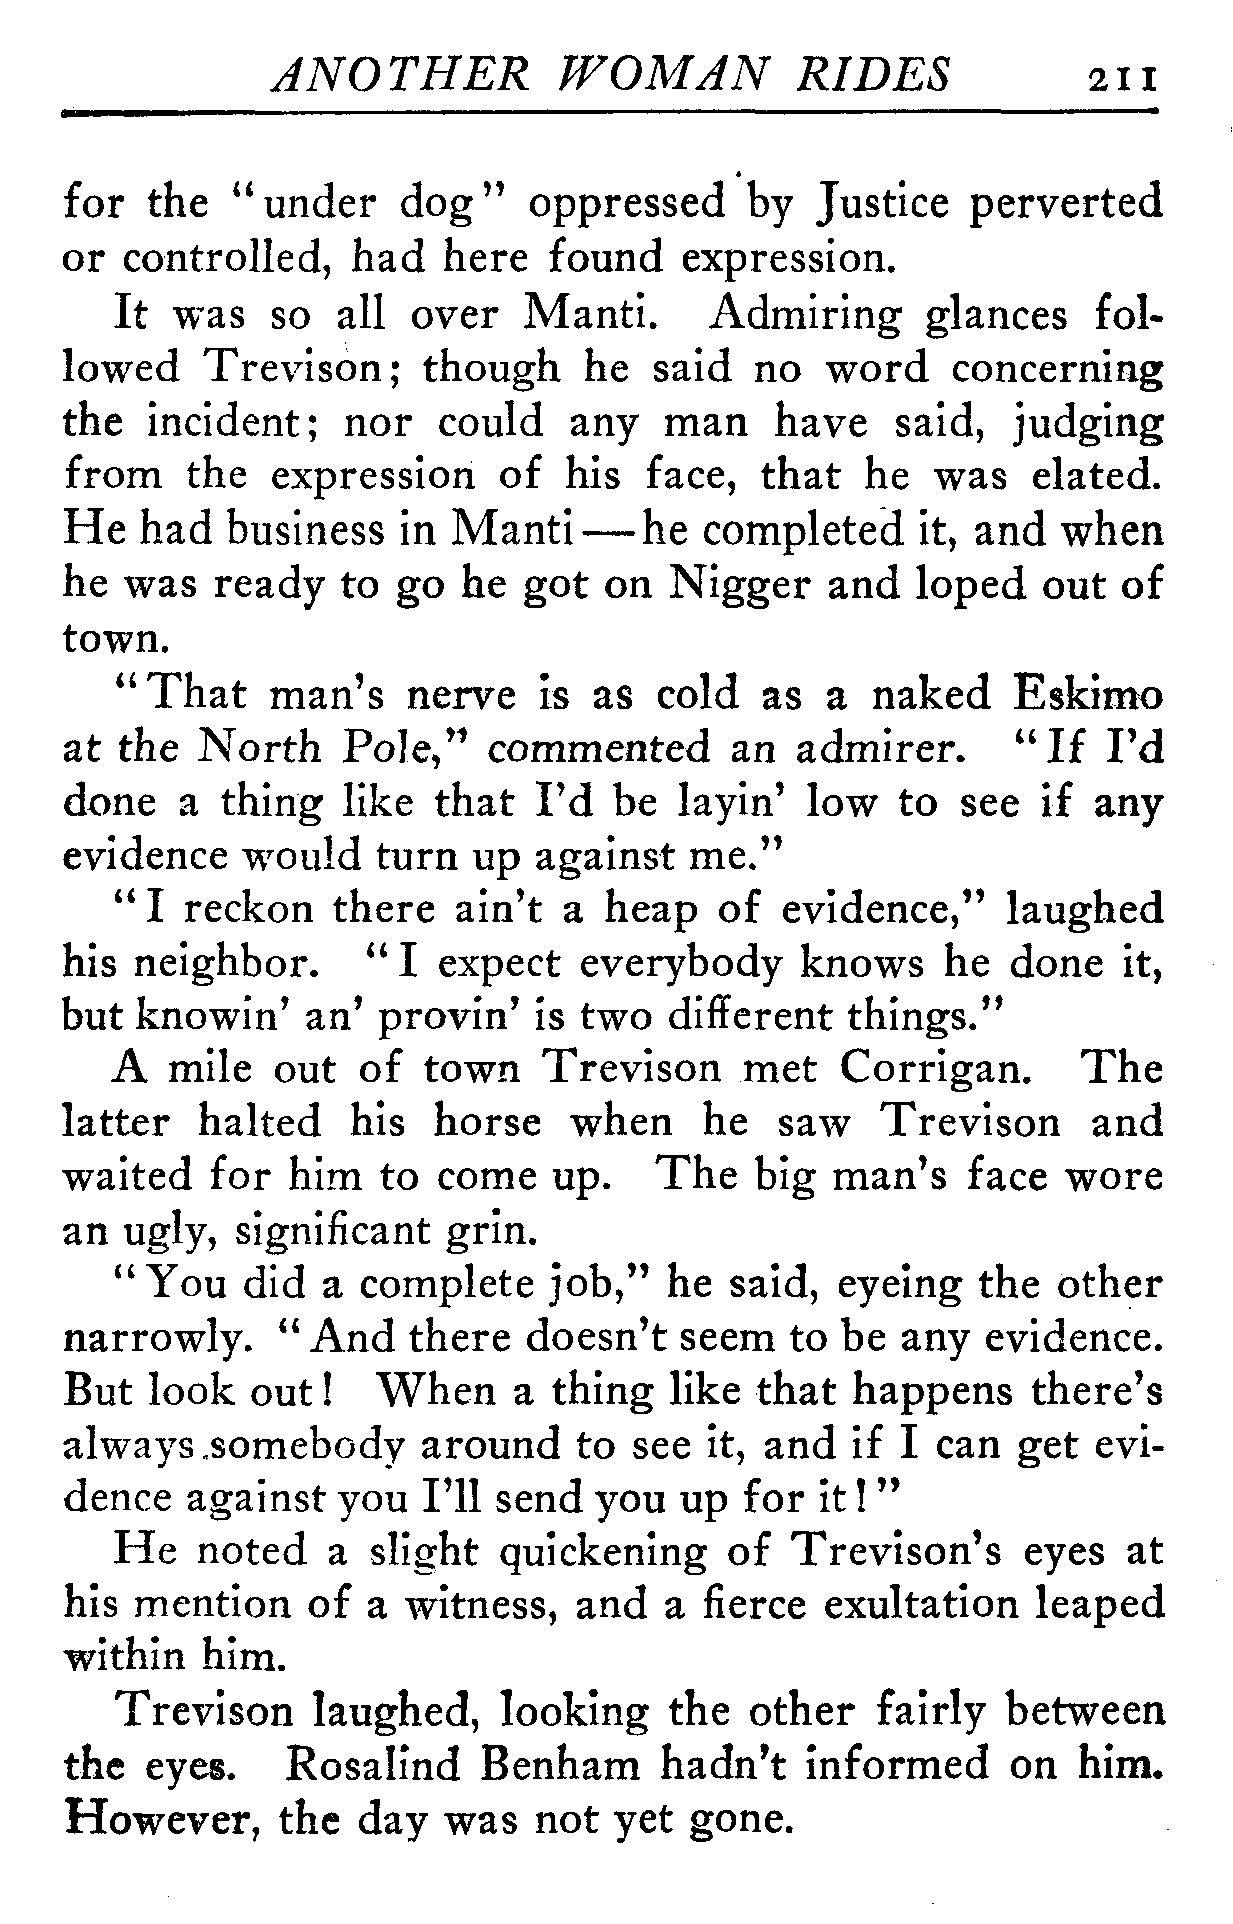 ANOTHER WOMAN RIDES 211
for the "under dog" oppressed by Justice perverted
or controlled, had here found expression.
It was so all over Manti. Admiring glances fol-
lowed Trevison; though he said no word concerning
the incident; nor could any man have said, judging
from the expression of his face, that he was elated.
He had business in Manti—he completed it, and when
he was ready to go he got on Nigger and loped out of
town.
"That man's nerve is as cold as a naked Eskimo
at the North Pole," commented an admirer. "If I'd
done a thing like that I'd be layin' low to see if any
evidence would turn up against me."
"I reckon there ain't a heap of evidence," laughed
his neighbor. "I expect everybody knows he done it,
but knowin' an' provin' is two different things."
A mile out of town Trevison met Corrigan. The
latter halted his horse when he saw Trevison and
waited for him to come up. The big man's face wore
an ugly, significant grin.
"You did a complete job," he said, eyeing the other
narrowly. "And there doesn't seem to be any evidence.
But look out! When a thing like that happens there's
always somebody around to see it, and if I can get evi-
dence against you I'll send you up for it!"
He noted a slight quickening of Trevison's eyes at
his mention of a witness, and a fierce exultation leaped
within him.
Trevison laughed, looking the other fairly between
the eyes. Rosalind Benham hadn't informed on him.
However, the day was not yet gone.